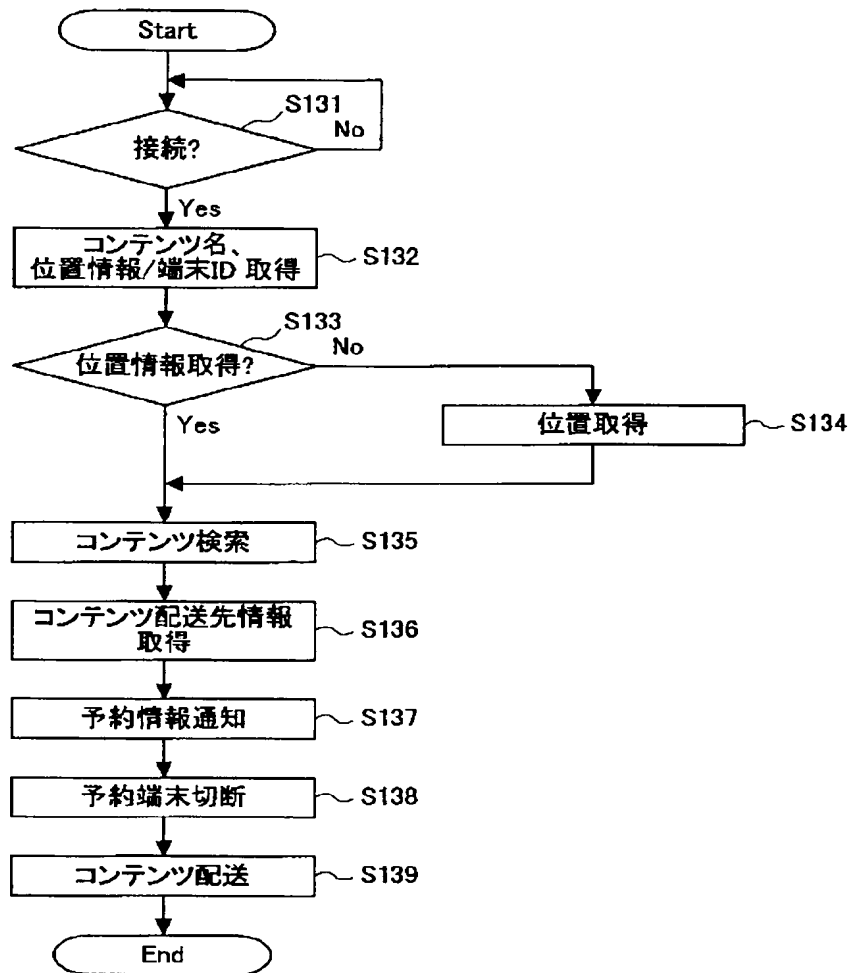 Start
S131
No
接続?
Yes
コンテンツ名、
位置情報/端末ID 取得
S132
S133
No
位置情報取得?
Yes
位置取得
S134
コンテンツ検索
S135
コンテンツ配送先情報
取得
S136
予約情報通知
S137
予約端末切断
S138
コンテンツ配送
S139
End